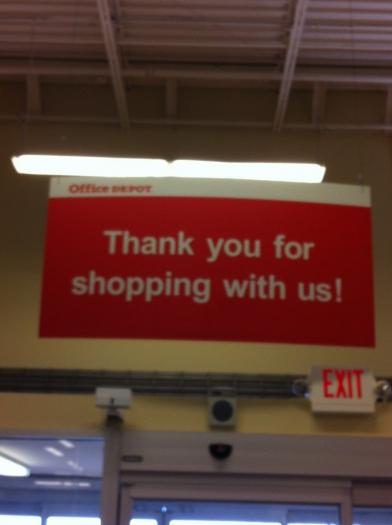 Office DEPOT
Thank you for
shopping with us!
EXIT